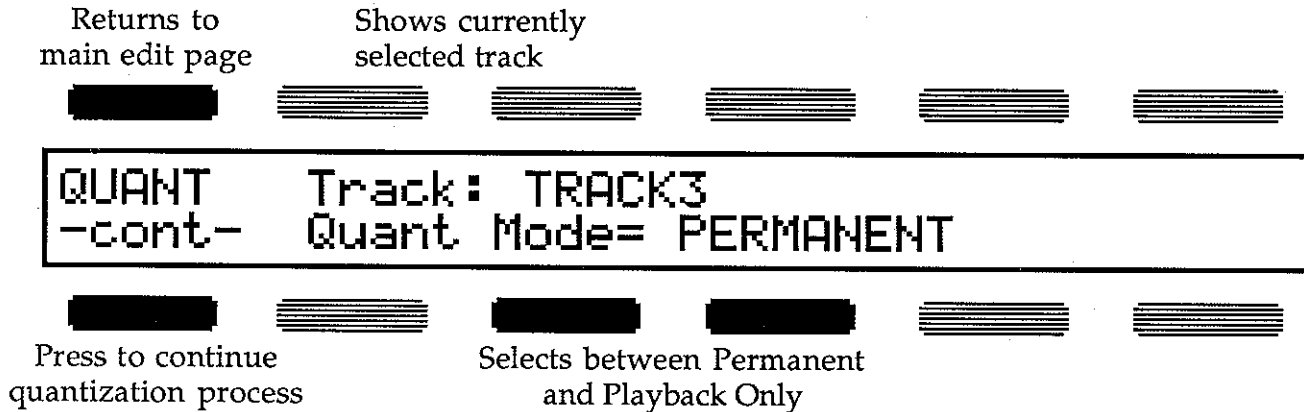 Returns to
main edit page
Shows currently
selected track
QUANT Track: TRACK3
-cont- Quant Mode= PERMANENT
Press to continue
quantization process
Selects between Permanent
and Playback Only